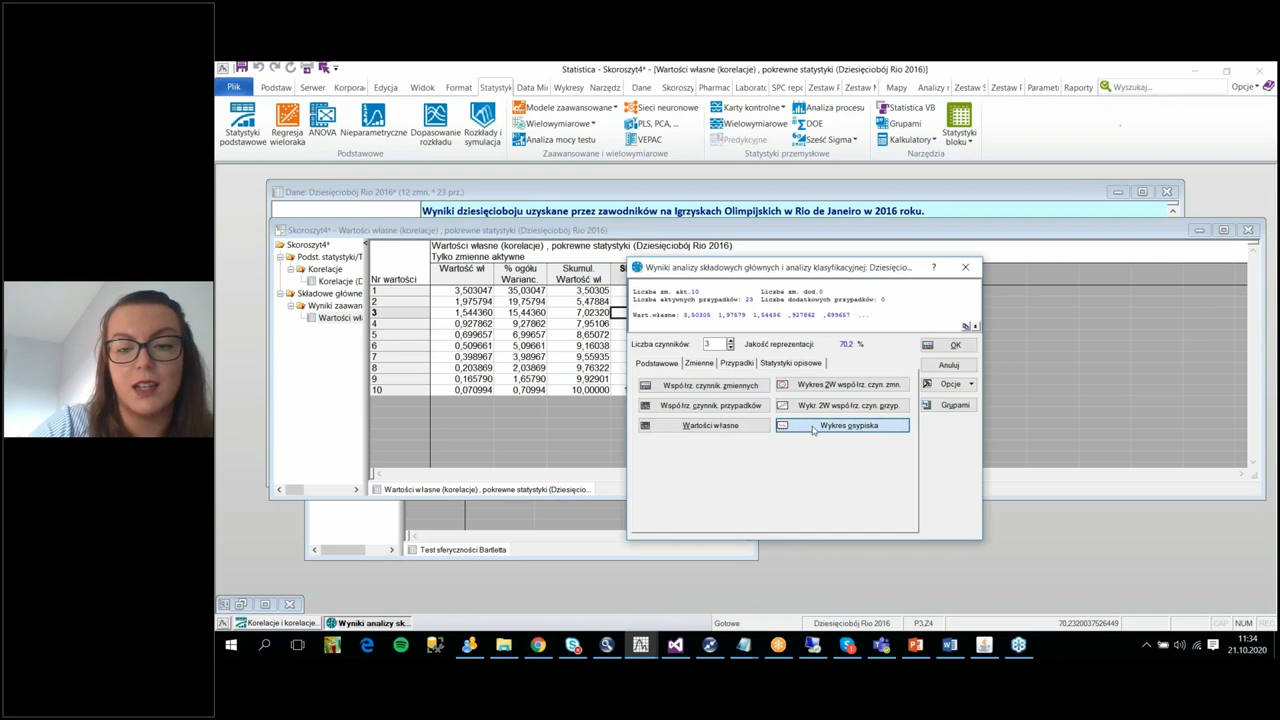 Statistica - Skoroszyt4* - [Wartości własne (korelacje) , pokrewne statystyki (Dziesięciobój Rio 2016)]
Plik Podstaw Serwer Korpora Edycja Widok Format Statystyk Data Mi Wykresy Narzędz Dane Skorosz Pharmac Laborato SPC repo Zestaw F Zestaw M Mapy Analizy Zestaw S Zestaw F Parametr Raporty Wyszukaj... Opcje
Statystyki podstawowe
Regresja wieloraka
ANOVA
Nieparametryczne
Dopasowanie rozkładu
Rozkłady i symulacja
Modele zaawansowane
Wielowymiarowe
Analiza mocy testu
Sieci neuronowe
PLS, PCA, ...
VEPAC
Karty kontrolne
Wielowymiarowe
Predykcyjne
Analiza procesu
DOE
Sześć Sigma
Statistica VB
Grupami
Kalkulatory
Statystyki bloku
Podstawowe
Zaawansowane i wielowymiarowe
Statystyki przemysłowe
Narzędzia
Dane: Dziesięciobój Rio 2016* (12 zmn. * 23 prz.)
Wyniki dziesięcioboju uzyskane przez zawodników na Igrzyskach Olimpijskich w Rio de Janeiro w 2016 roku.
Skoroszyt4* - Wartości własne (korelacje) , pokrewne statystyki (Dziesięciobój Rio 2016)
Skoroszyt4*
Podst. statystyki/T
Korelacje
Korelacje (D
Składowe główne
Wyniki zaawan
Wartości wł
Wartości własne (korelacje) , pokrewne statystyki (Dziesięciobój Rio 2016)
Tylko zmienne aktywne
Nr wartości Wartość wł % ogółu Warianc. Skumul. Wartość wł
1 3,503047 35,03047 3,50305
2 1,975794 19,75794 5,47884
3 1,544360 15,44360 7,02320
4 0,927862 9,27862 7,95106
5 0,699657 6,99657 8,65072
6 0,509661 5,09661 9,16038
7 0,398967 3,98967 9,55935
8 0,203869 2,03869 9,76322
9 0,165790 1,65790 9,92901
10 0,070994 0,70994 10,00000
Wartości własne (korelacje), pokrewne statystyki (Dziesięcio...
Test sferyczności Bartletta
Wyniki analizy składowych głównych i analizy klasyfikacyjnej: Dziesięcio... ?
Liczba zm. akt.10 Liczba zm. dod.0
Liczba aktywnych przypadków: 23 Liczba dodatkowych przypadków: 0
Wart.własne: 3,50305 1,97579 1,54436 ,927862 ,699657 ...
Liczba czynników: 3 Jakość reprezentacji: 70,2 %
Podstawowe Zmienne Przypadki Statystyki opisowe
Współrz. czynnik. zmiennych
Wykres 2W współrz. czyn. zmn.
Współrz. czynnik. przypadków
Wykr. 2W współrz. czyn. przyp.
Wartości własne
Wykres osypiska
OK
Anuluj
Opcje
Grupami
Korelacje i korelacje...
Wyniki analizy sk...
Gotowe
Dziesięciobój Rio 2016
P3,Z4
70,2320037526449
CAP NUM REC
11:34
21.10.2020